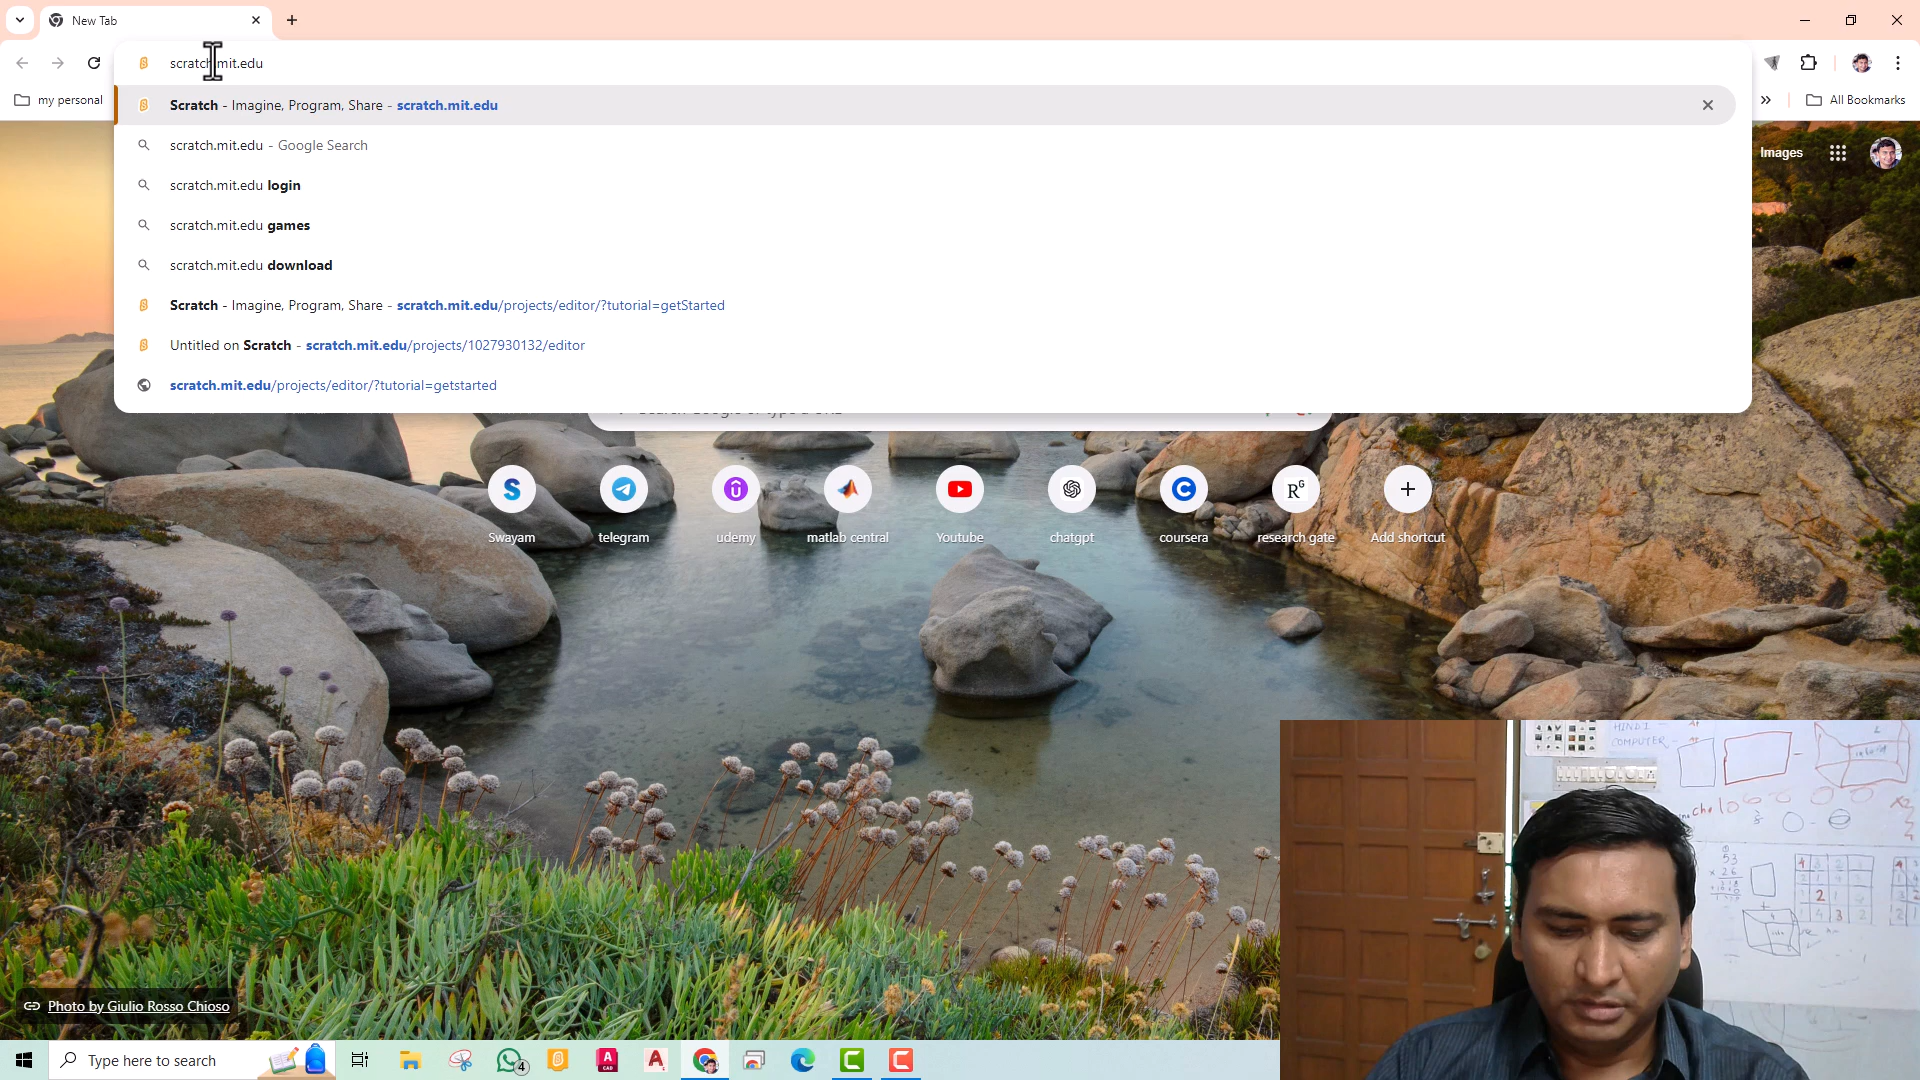 New Tab
scratch.mit.edu
my personal
All Bookmarks
Scratch - Imagine, Program, Share - scratch.mit.edu
scratch.mit.edu - Google Search
scratch.mit.edu login
scratch.mit.edu games
scratch.mit.edu download
Scratch - Imagine, Program, Share - scratch.mit.edu/projects/editor/?tutorial=getStarted
Untitled on Scratch - scratch.mit.edu/projects/1027930132/editor
scratch.mit.edu/projects/editor/?tutorial=getstarted
Images
Swayam
telegram
udemy
matlab central
Youtube
chatgpt
coursera
research gate
Add shortcut
HINDI
COMPUTER
Photo by Giulio Rosso Chioso
Type here to search
4